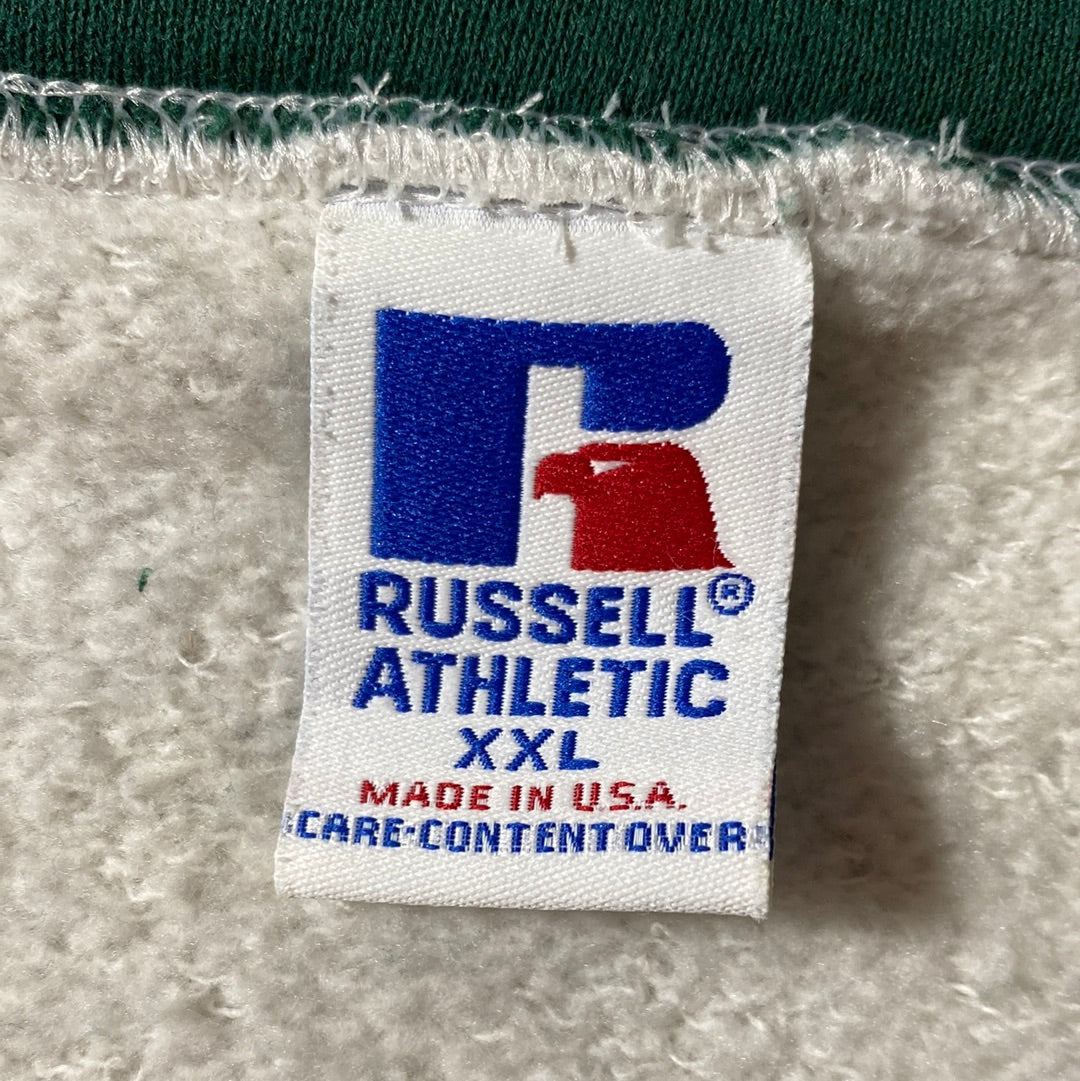 RUSSELL®
ATHLETIC
XXL
MADE IN U.S.A.
CARE-CONTENT OVER